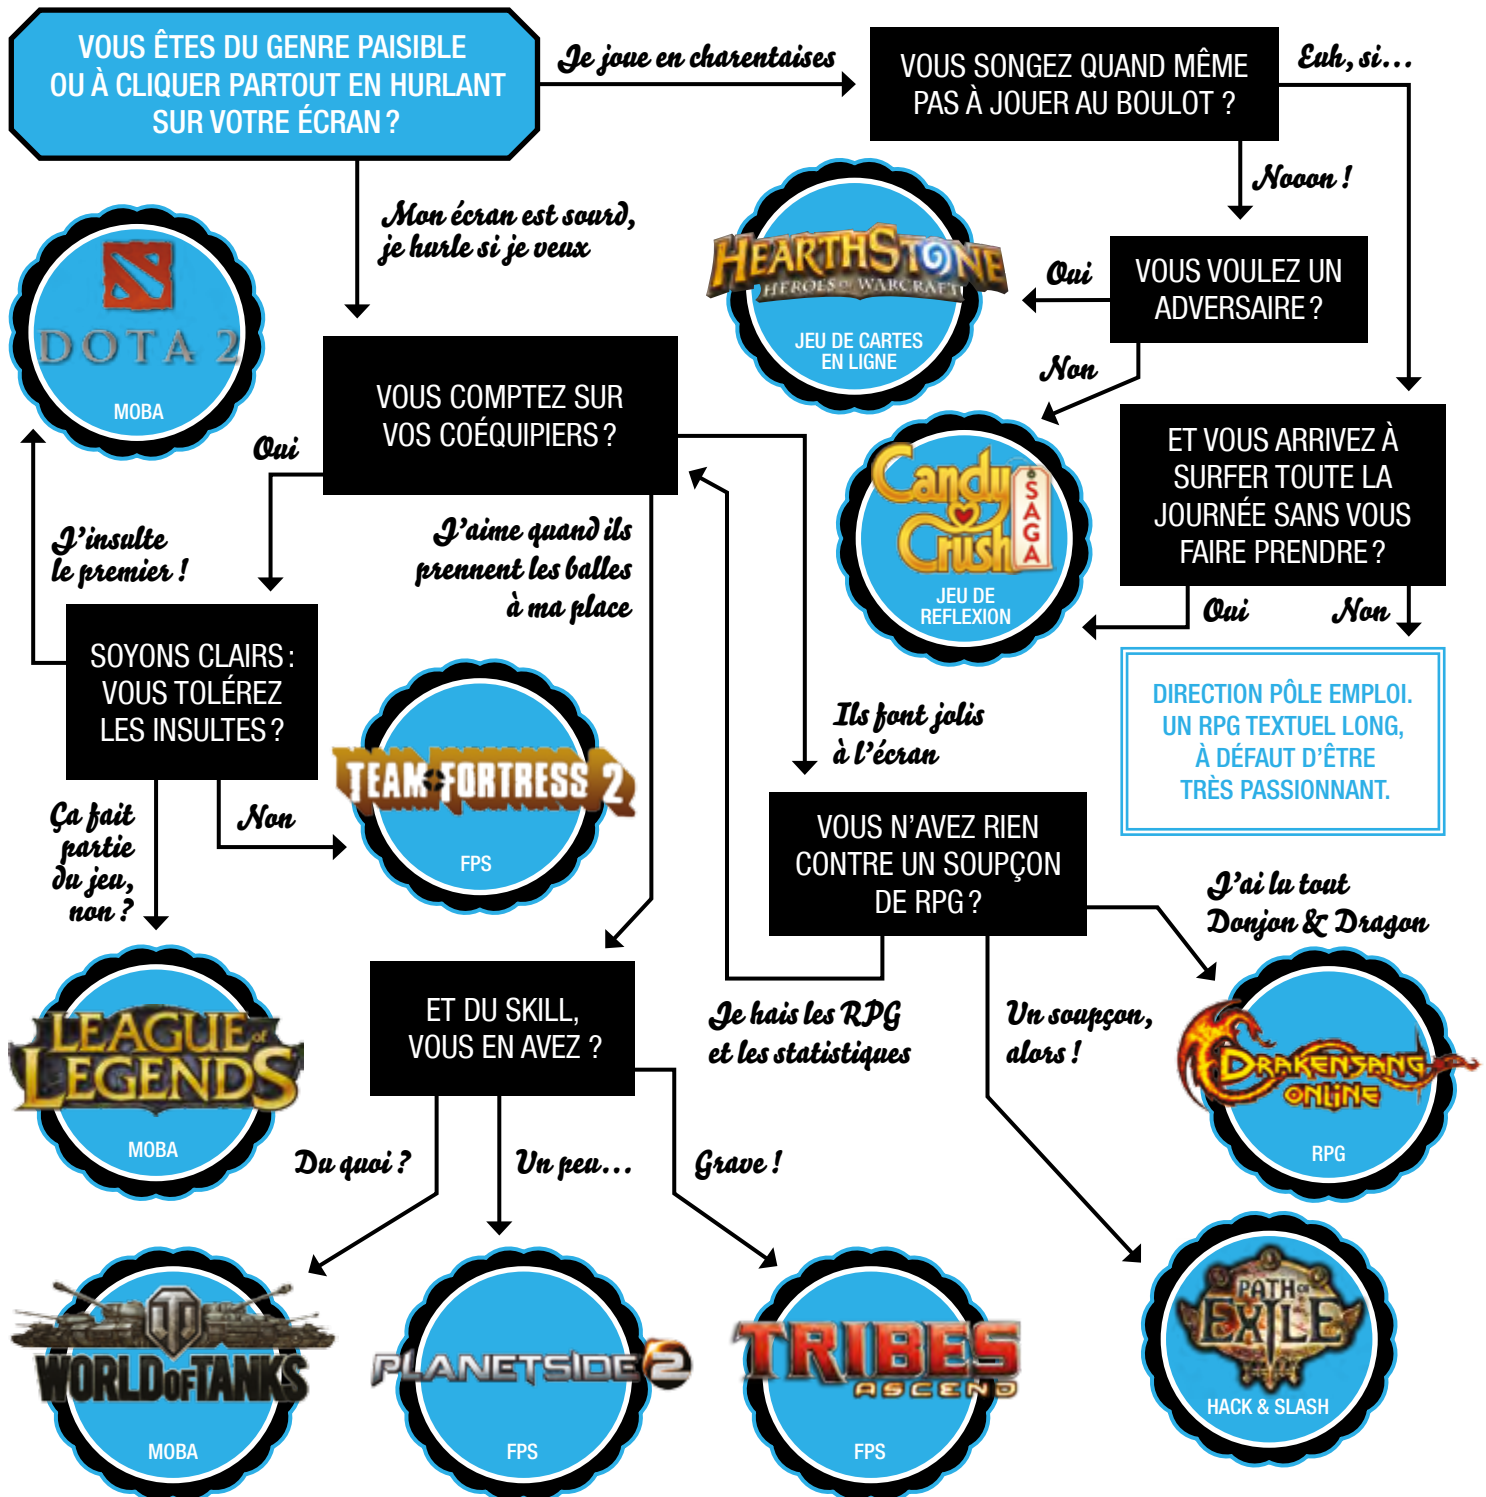 VOUS ÊTES DU GENRE PAISIBLE
OU À CLIQUER PARTOUT EN HURLANT
SUR VOTRE ÉCRAN ?
Je joue en charentaises
VOUS SONGEZ QUAND MÊME
PAS À JOUER AU BOULOT ?
Euh, si...
Nooon !
Mon écran est sourd,
je hurle si je veux
DOTA 2
MOBA
HEARTHSTONE
HEROES OF WARCRAFT
JEU DE CARTES
EN LIGNE
Oui
VOUS VOULEZ UN
ADVERSAIRE ?
Non
VOUS COMPTEZ SUR
VOS COÉQUIPIERS ?
Oui
Candy
Crush
SAGA
JEU DE
REFLEXION
ET VOUS ARRIVEZ À
SURFER TOUTE LA
JOURNÉE SANS VOUS
FAIRE PRENDRE ?
Oui
Non
J'insulte
le premier !
J'aime quand ils
prennent les balles
à ma place
SOYONS CLAIRS :
VOUS TOLÉREZ
LES INSULTES ?
DIRECTION PÔLE EMPLOI.
UN RPG TEXTUEL LONG,
À DÉFAUT D'ÊTRE
TRÈS PASSIONNANT.
Ils font jolis
à l'écran
TEAM FORTRESS 2
FPS
Ça fait
partie
du jeu,
non ?
Non
VOUS N'AVEZ RIEN
CONTRE UN SOUPÇON
DE RPG ?
J'ai lu tout
Donjon & Dragon
LEAGUE OF
LEGENDS
MOBA
ET DU SKILL,
VOUS EN AVEZ ?
Je hais les RPG
et les statistiques
Un soupçon,
alors !
DRAKENSANG
ONLINE
RPG
Du quoi ?
Un peu...
Grave !
WORLD OF TANKS
MOBA
PLANETSIDE 2
FPS
TRIBES
ASCEND
FPS
PATH OF
EXILE
HACK & SLASH